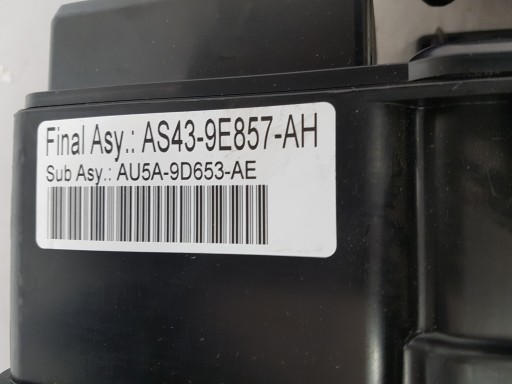 Final Asy.: AS43-9E857-AH
Sub Asy.: AU5A-9D653-AE